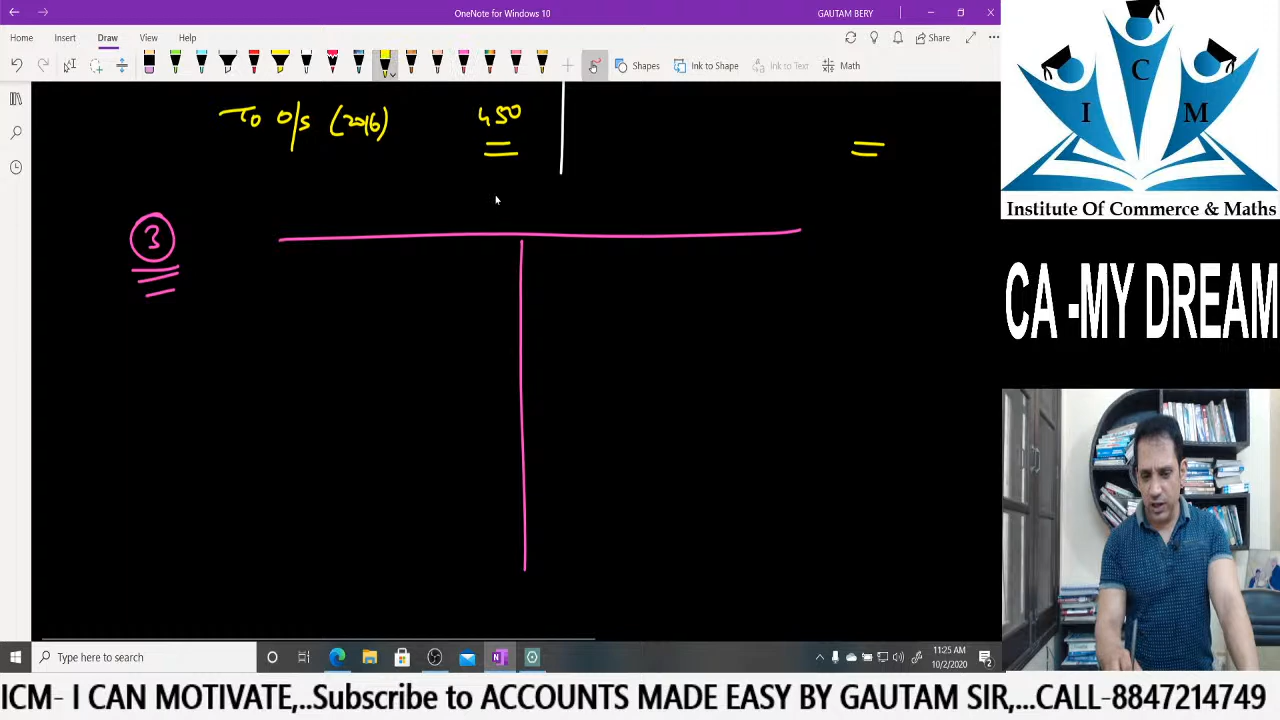 OneNote for Windows 10
GAUTAM BERY
Home Insert Draw View Help
Share
Shapes
Ink to Shape
Ink to Text
Math
To O/S (2016) 450
3
I C M
Institute Of Commerce & Maths
CA -MY DREAM
Type here to search
11:25 AM
10/2/2020
2
ICM- I CAN MOTIVATE,..Subscribe to ACCOUNTS MADE EASY BY GAUTAM SIR,...CALL-8847214749